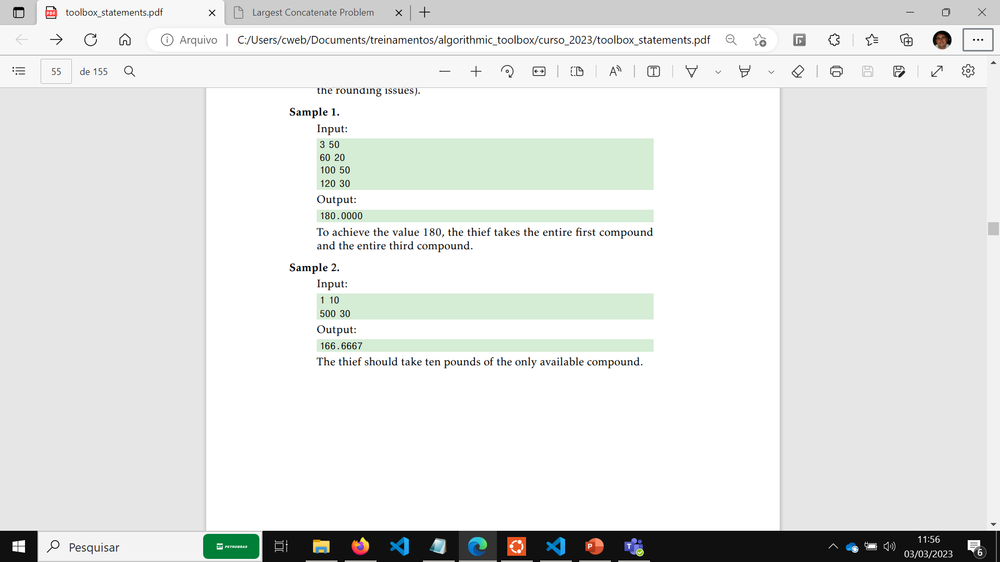 toolbox_statements.pdf
Largest Concatenate Problem
Arquivo
C:/Users/cweb/Documents/treinamentos/algorithmic_toolbox/curso_2023/toolbox_statements.pdf
55
de 155
the rounding issues).
Sample 1.
Input:
3 50
60 20
100 50
120 30
Output:
180.0000
To achieve the value 180, the thief takes the entire first compound
and the entire third compound.
Sample 2.
Input:
1 10
500 30
Output:
166.6667
The thief should take ten pounds of the only available compound.
Pesquisar
BR PETROBRAS
11:56
03/03/2023
6